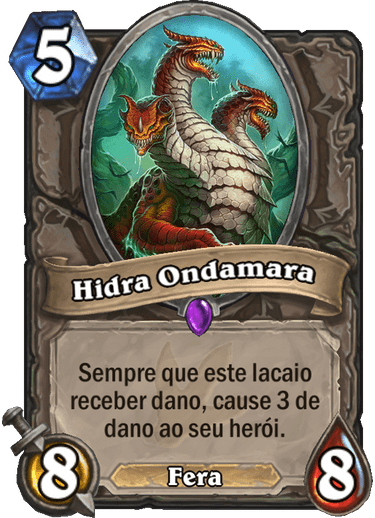 5
Hidra Ondamara
Sempre que este lacaio
receber dano, cause 3 de
dano ao seu herói.
8
Fera
8